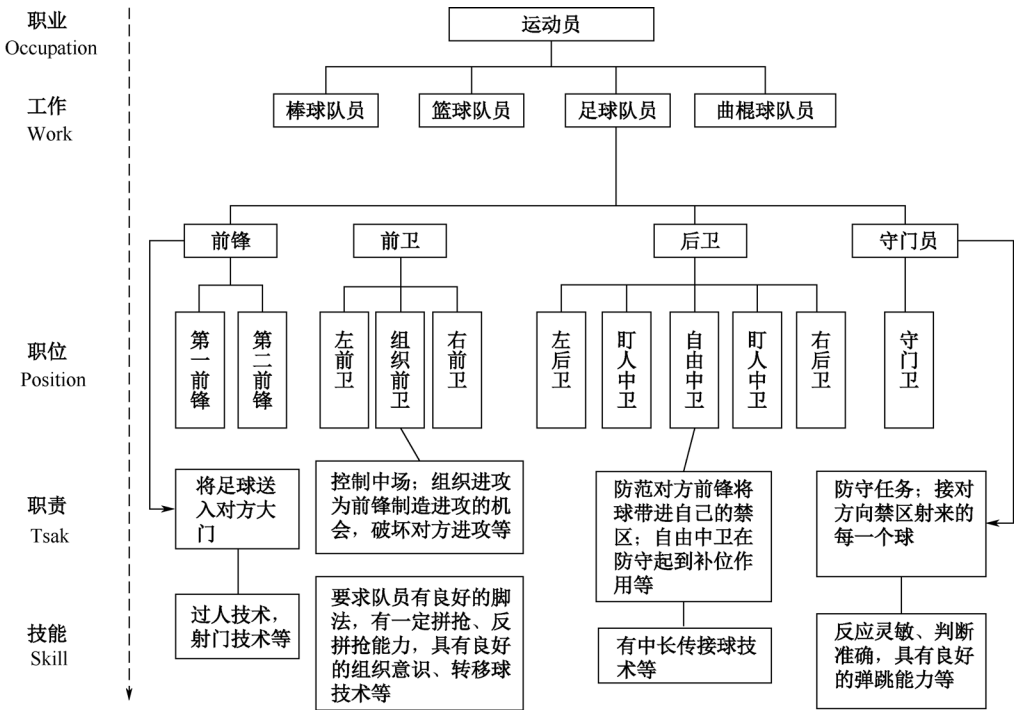 职业
Occupation
运动员
工作
Work
棒球队员
篮球队员
足球队员
曲棍球队员
前锋
前卫
后卫
守门员
职位
Position
第一前锋
第二前锋
左前卫
组织前卫
右前卫
左后卫
盯人中卫
自由中卫
盯人中卫
右后卫
守门卫
职责
Tsak
将足球送
入对方大
门
控制中场；组织进攻
为前锋制造进攻的机
会，破坏对方进攻等
防范对方前锋将
球带进自己的禁
区；自由中卫在
防守起到补位作
用等
防守任务；接对
方向禁区射来的
每一个球
技能
Skill
过人技术，
射门技术等
要求队员有良好的脚
法，有一定拼抢、反
拼抢能力，具有良好
的组织意识、转移球
技术等
有中长传接球技
术等
反应灵敏、判断
准确，具有良好
的弹跳能力等